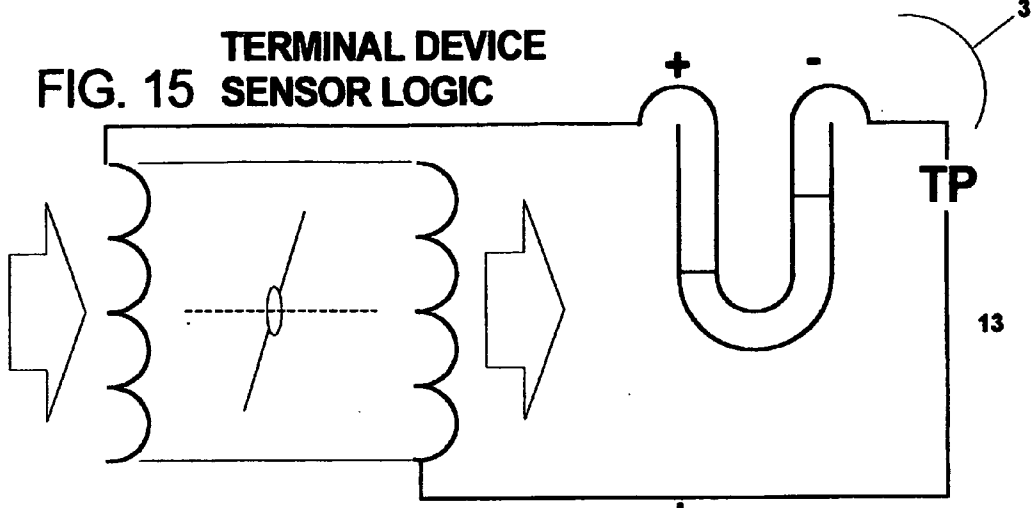 3
TERMINAL DEVICE
FIG. 15 SENSOR LOGIC
+ -
TP
13